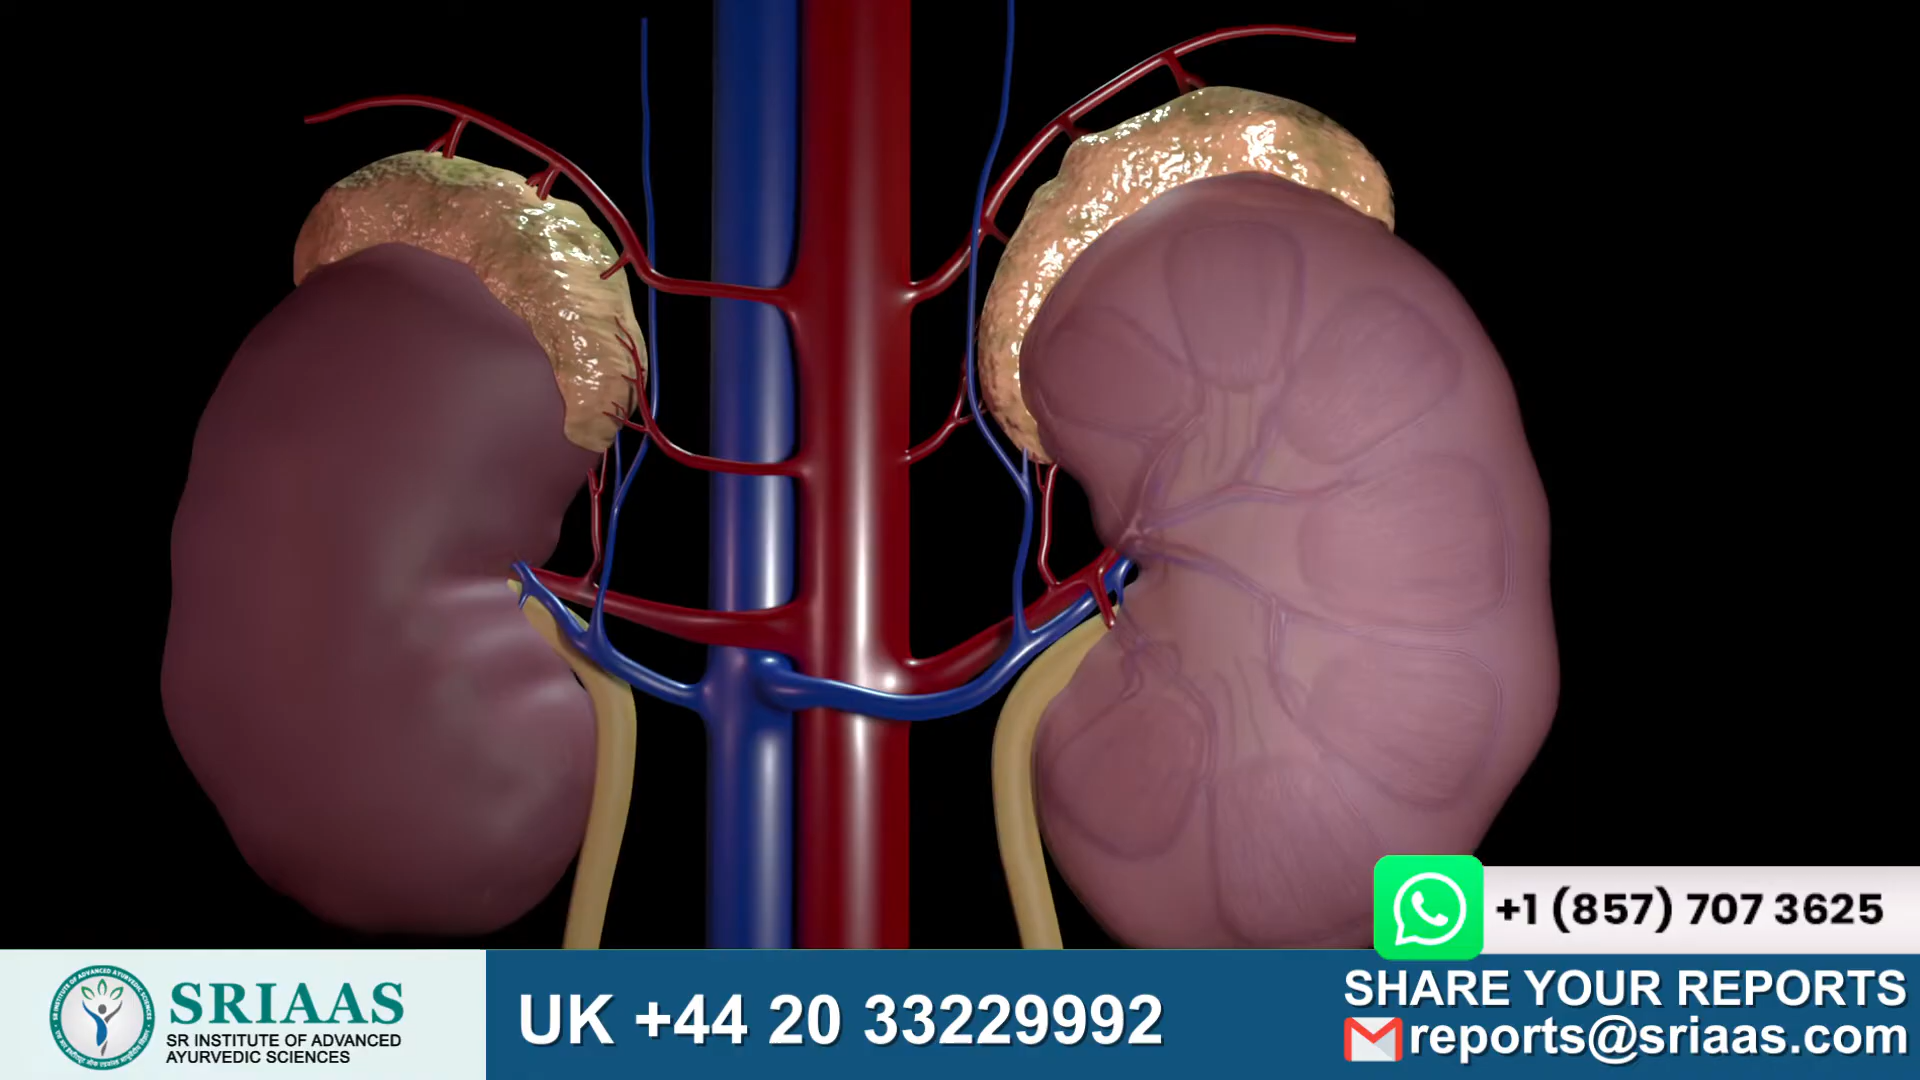 +1 (857) 707 3625
SRIAAS
SR INSTITUTE OF ADVANCED
AYURVEDIC SCIENCES
UK +44 20 33229992
SHARE YOUR REPORTS
reports@sriaas.com